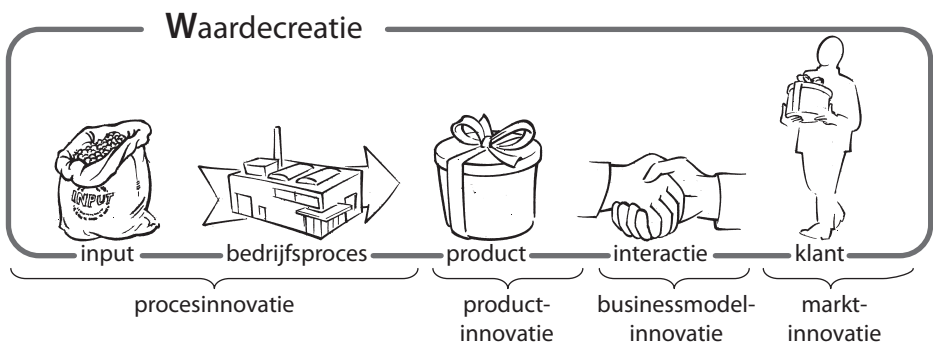 Waardecreatie
INPUT
input bedrijfsproces product interactie klant
procesinnovatie product- businessmodel- markt-
innovatie innovatie innovatie